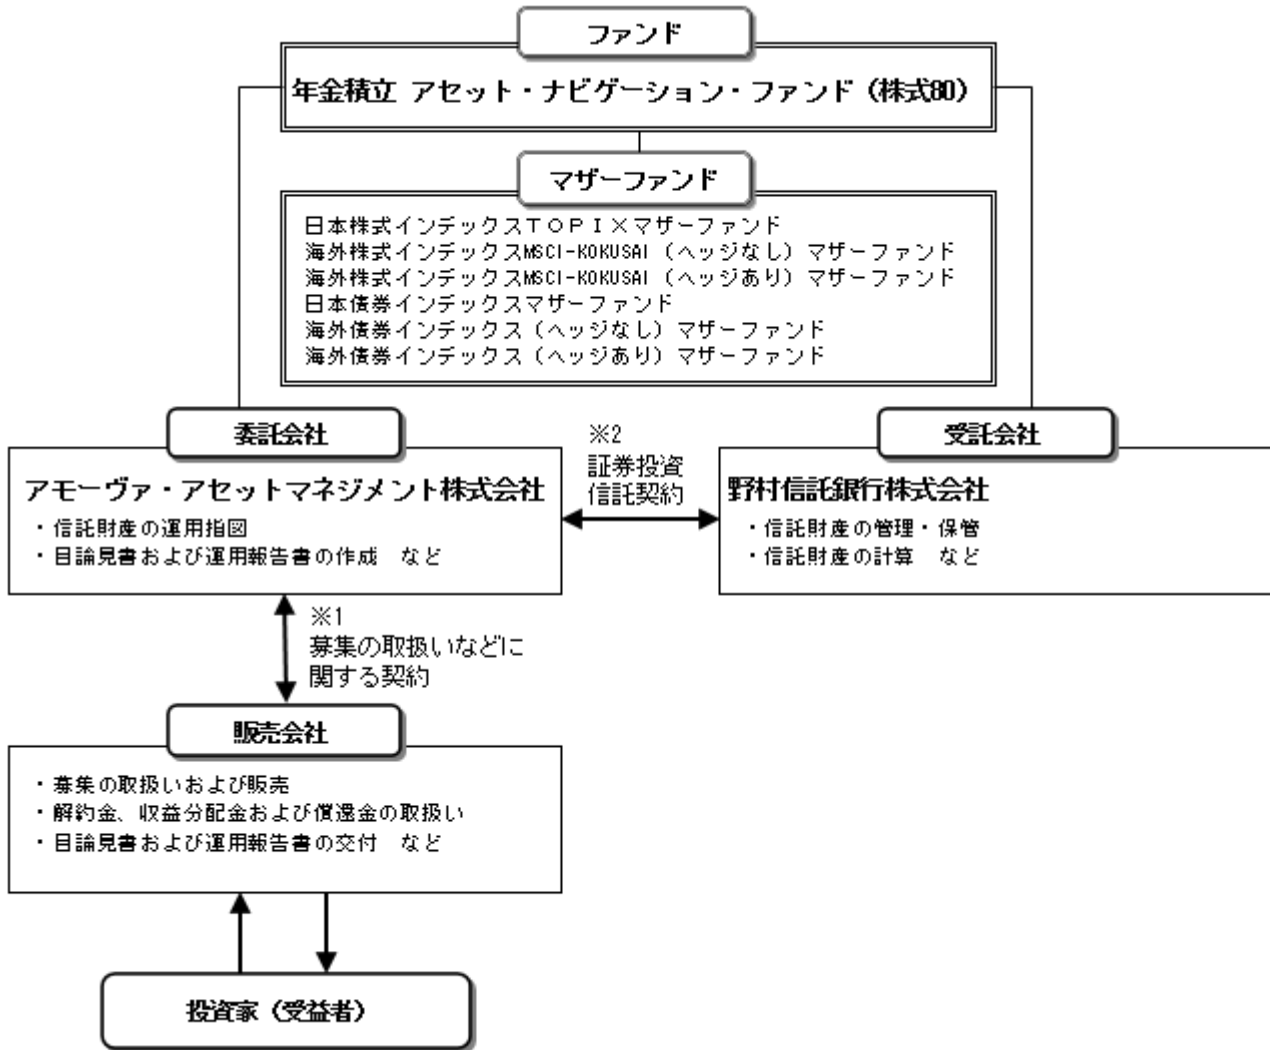 ファンド
年金積立 アセット・ナビゲーション・ファンド（株式80）
マザーファンド
日本株式インデックスＴＯＰＩＸマザーファンド
海外株式インデックスMSCI-KOKUSAI（ヘッジなし）マザーファンド
海外株式インデックスMSCI-KOKUSAI（ヘッジあり）マザーファンド
日本債券インデックスマザーファンド
海外債券インデックス（ヘッジなし）マザーファンド
海外債券インデックス（ヘッジあり）マザーファンド
委託会社
アモーヴァ・アセットマネジメント株式会社
・信託財産の運用指図
・目論見書および運用報告書の作成　など
※2
証券投資
信託契約
受託会社
野村信託銀行株式会社
・信託財産の管理・保管
・信託財産の計算　など
※1
募集の取扱いなどに
関する契約
販売会社
・募集の取扱いおよび販売
・解約金、収益分配金および償還金の取扱い
・目論見書および運用報告書の交付　など
投資家（受益者）